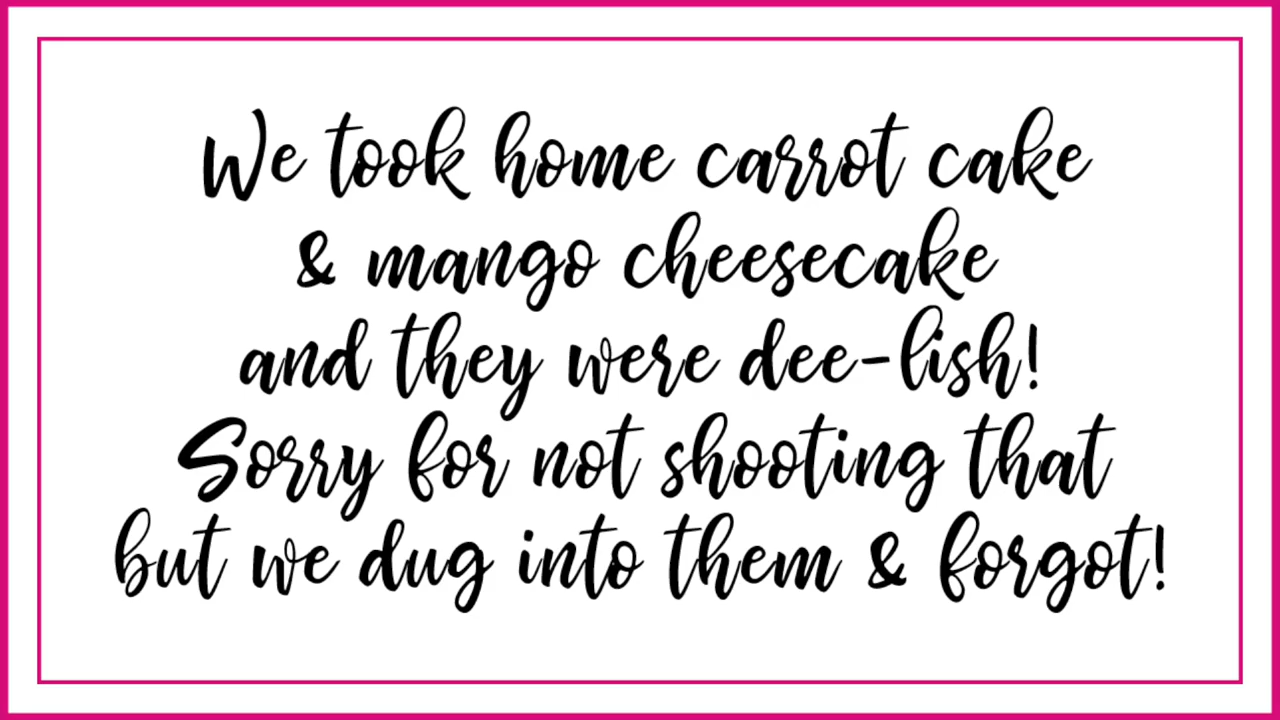 We took home carrot cake
& mango cheesecake
and they were dee-lish!
Sorry for not shooting that
but we dug into them & forgot!